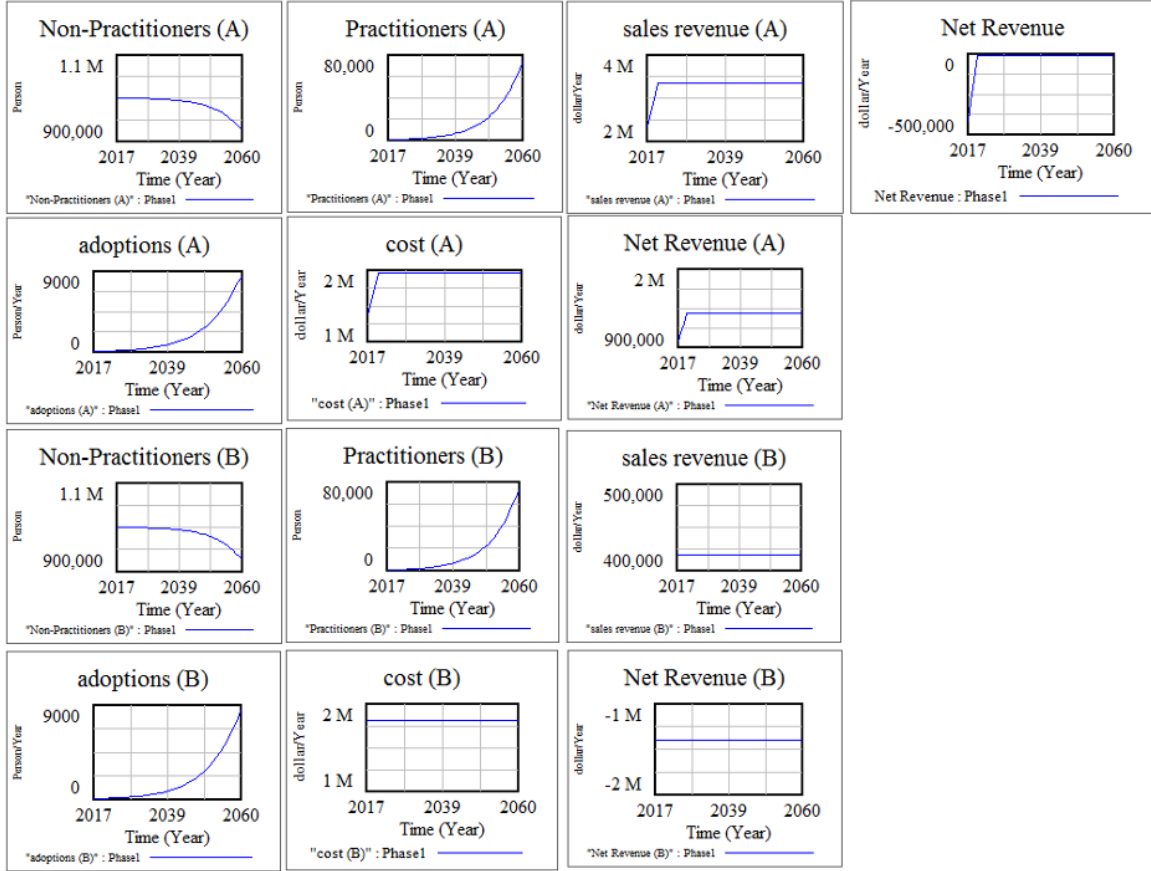 Non-Practitioners (A)
1.1 M
Person
900,000
2017 2039 2060
Time (Year)
"Non-Practitioners (A)" : Phase1
Practitioners (A)
80,000
Person
0
2017 2039 2060
Time (Year)
"Practitioners (A)" : Phase1
sales revenue (A)
4 M
dollar/Year
2 M
2017 2039 2060
Time (Year)
"sales revenue (A)" : Phase1
Net Revenue
0
dollar/Year
-500,000
2017 2039 2060
Time (Year)
Net Revenue : Phase1
adoptions (A)
9000
Person/Year
0
2017 2039 2060
Time (Year)
"adoptions (A)" : Phase1
cost (A)
2 M
dollar/Year
1 M
2017 2039 2060
Time (Year)
"cost (A)" : Phase1
Net Revenue (A)
2 M
dollar/Year
900,000
2017 2039 2060
Time (Year)
"Net Revenue (A)" : Phase1
Non-Practitioners (B)
1.1 M
Person
900,000
2017 2039 2060
Time (Year)
"Non-Practitioners (B)" : Phase1
Practitioners (B)
80,000
Person
0
2017 2039 2060
Time (Year)
"Practitioners (B)" : Phase1
sales revenue (B)
500,000
dollar/Year
400,000
2017 2039 2060
Time (Year)
"sales revenue (B)" : Phase1
adoptions (B)
9000
Person/Year
0
2017 2039 2060
Time (Year)
"adoptions (B)" : Phase1
cost (B)
2 M
dollar/Year
1 M
2017 2039 2060
Time (Year)
"cost (B)" : Phase1
Net Revenue (B)
-1 M
dollar/Year
-2 M
2017 2039 2060
Time (Year)
"Net Revenue (B)" : Phase1